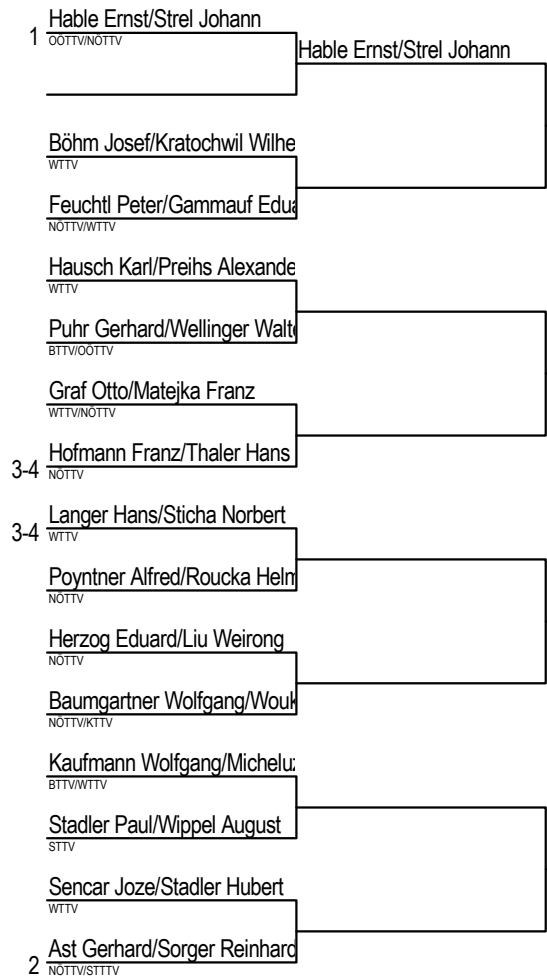 Hable Ernst/Strel Johann
1
OÖTTV/NÖTTV
Hable Ernst/Strel Johann
Böhm Josef/Kratochwil Wilhe
WTTV
Feuchtl Peter/Gammauf Edua
NÖTTV/WTTV
Hausch Karl/Preihs Alexande
WTTV
Puhr Gerhard/Wellinger Walte
BTTV/OÖTTV
Graf Otto/Matejka Franz
WTTV/NÖTTV
Hofmann Franz/Thaler Hans
3-4
NÖTTV
Langer Hans/Sticha Norbert
3-4
WTTV
Poyntner Alfred/Roucka Helm
NÖTTV
Herzog Eduard/Liu Weirong
NÖTTV
Baumgartner Wolfgang/Wouk
NÖTTV/KTTV
Kaufmann Wolfgang/Micheluz
BTTV/WTTV
Stadler Paul/Wippel August
STTV
Sencar Joze/Stadler Hubert
WTTV
Ast Gerhard/Sorger Reinhard
2
NÖTTV/STTTV